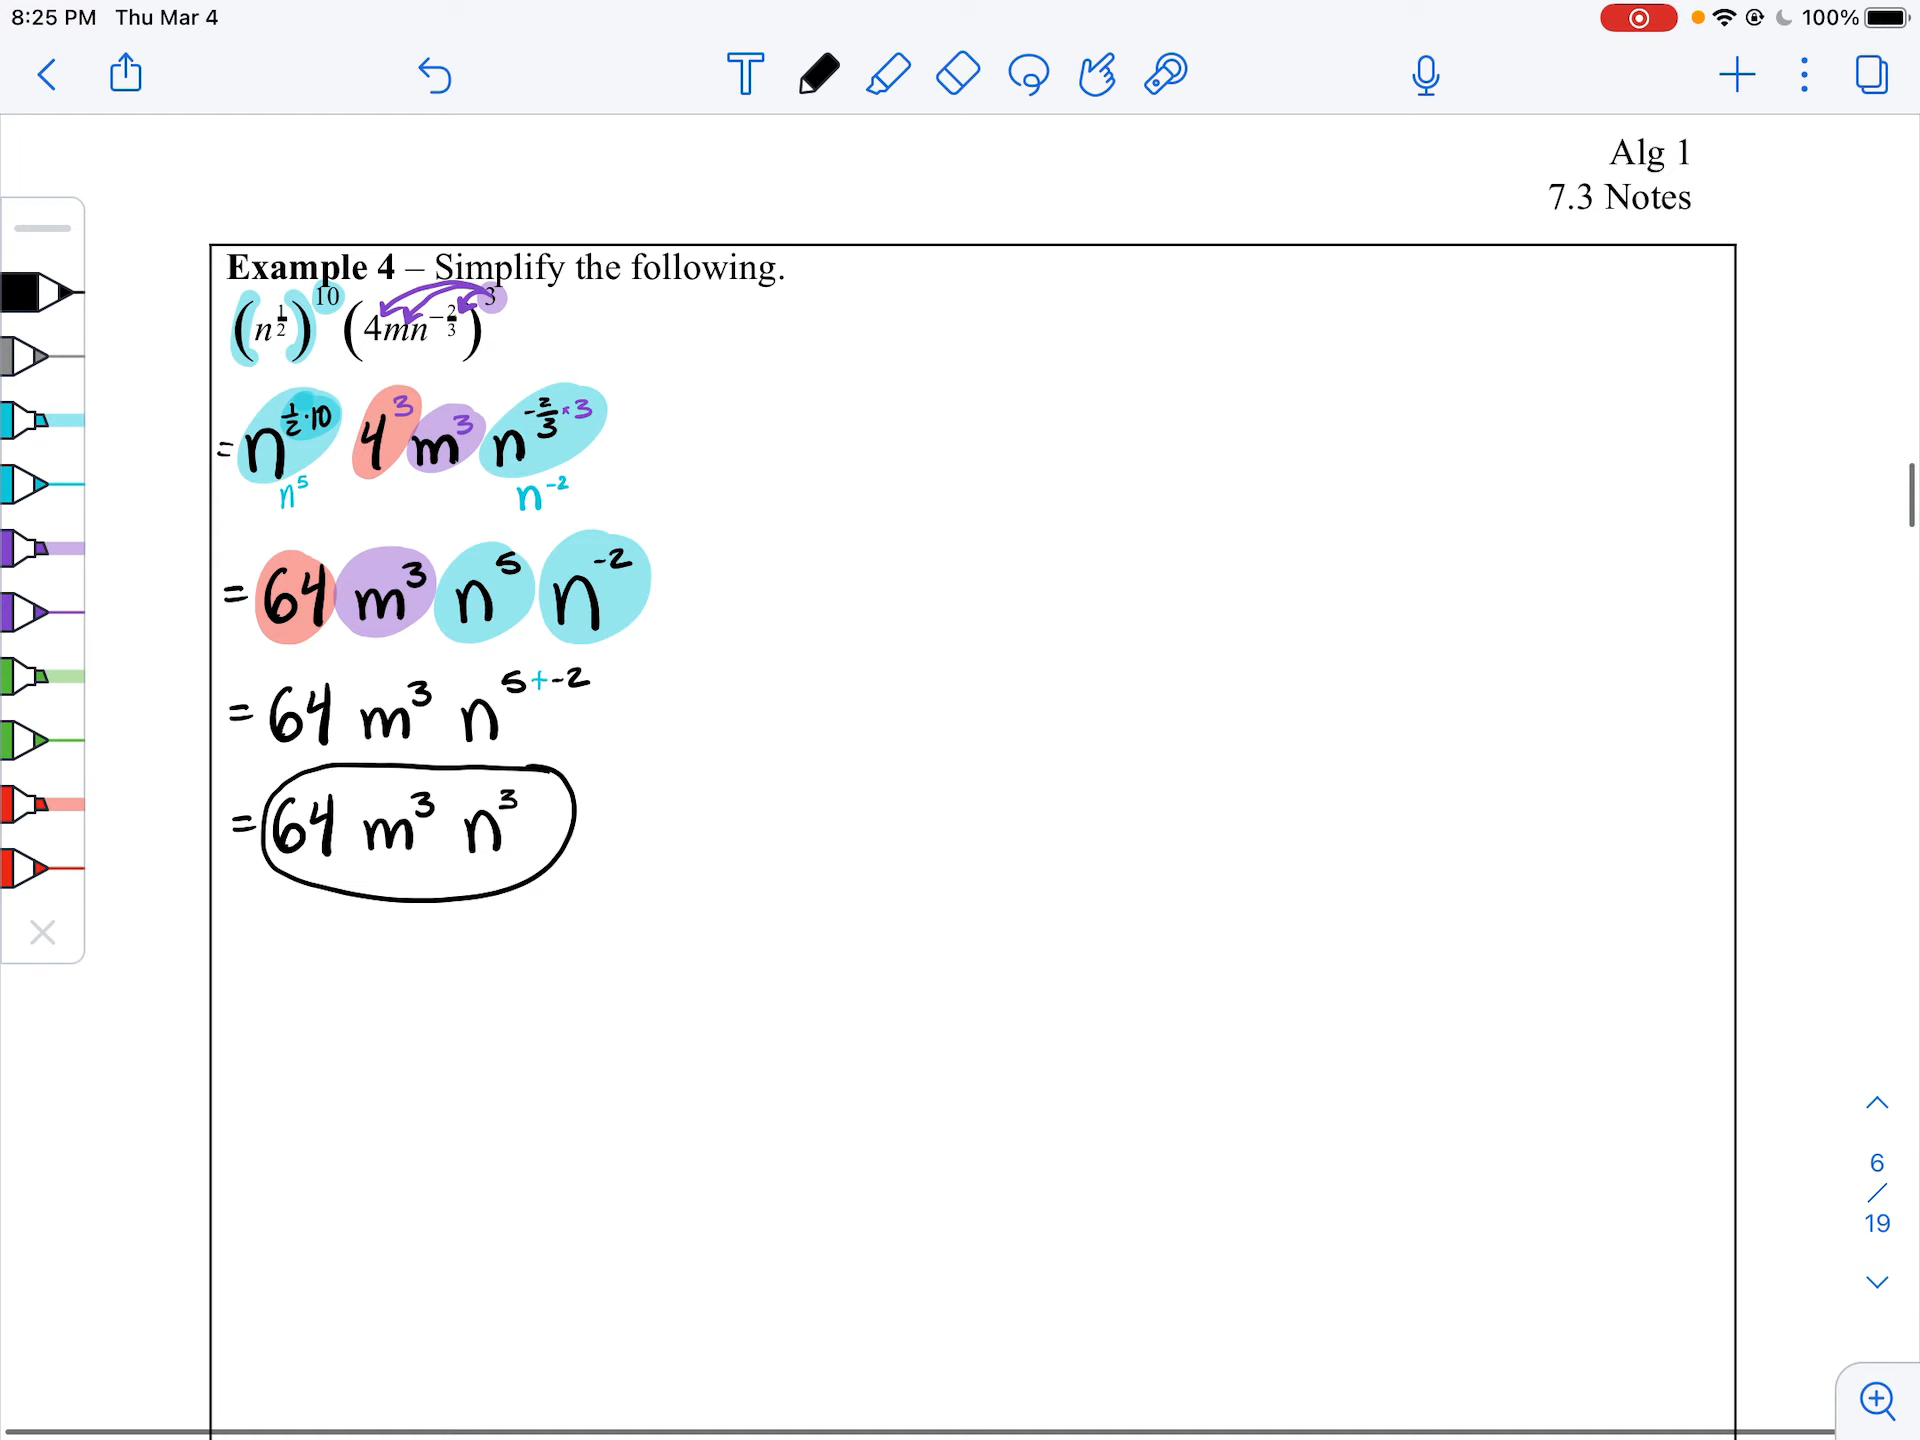 8:25 PM Thu Mar 4
100%
T
Alg 1
7.3 Notes
Example 4 – Simplify the following.
(n^{1/2})^{10} (4mn^{-2/3})^{3}
= n^{1/2 · 10} 4^{3} m^{3} n^{-2/3 * 3}
n^{5} n^{-2}
= 64 m^{3} n^{5} n^{-2}
= 64 m^{3} n^{5+-2}
= 64 m^{3} n^{3}
6
/
19